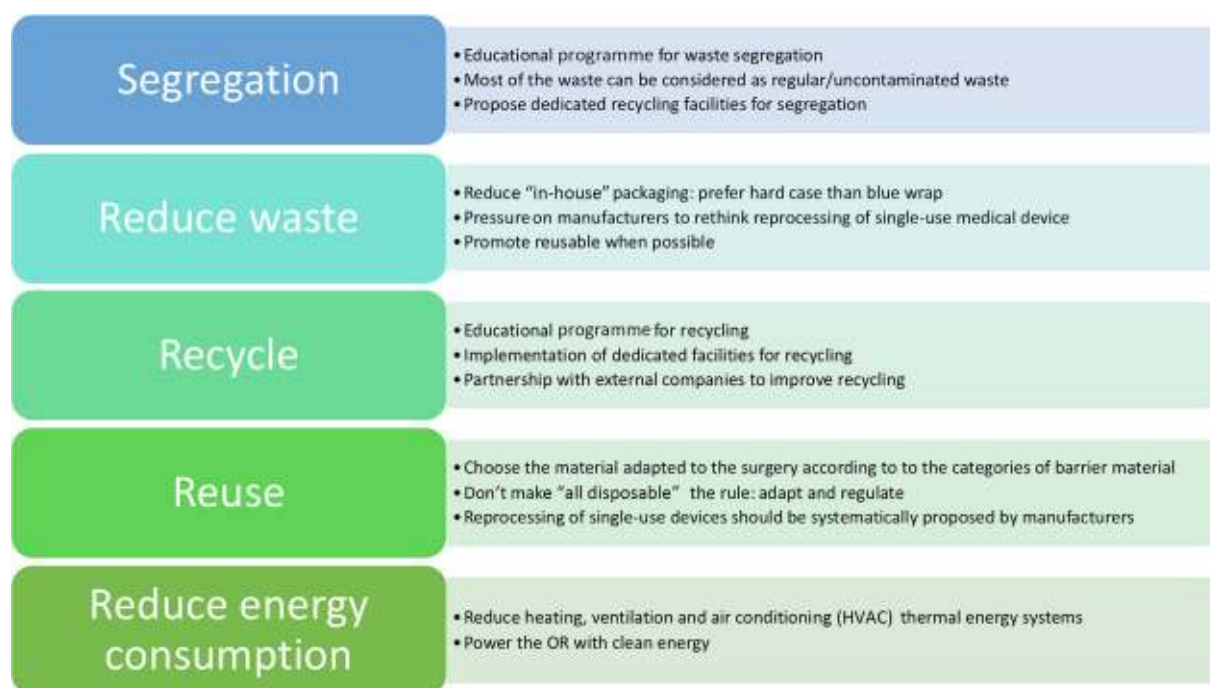 Segregation
• Educational programme for waste segregation
• Most of the waste can be considered as regular/uncontaminated waste
• Propose dedicated recycling facilities for segregation
Reduce waste
• Reduce “in-house” packaging: prefer hard case than blue wrap
• Pressure on manufacturers to rethink reprocessing of single-use medical device
• Promote reusable when possible
Recycle
• Educational programme for recycling
• Implementation of dedicated facilities for recycling
• Partnership with external companies to improve recycling
Reuse
• Choose the material adapted to the surgery according to to the categories of barrier material
• Don’t make “all disposable” the rule: adapt and regulate
• Reprocessing of single-use devices should be systematically proposed by manufacturers
Reduce energy
consumption
• Reduce heating, ventilation and air conditioning (HVAC) thermal energy systems
• Power the OR with clean energy